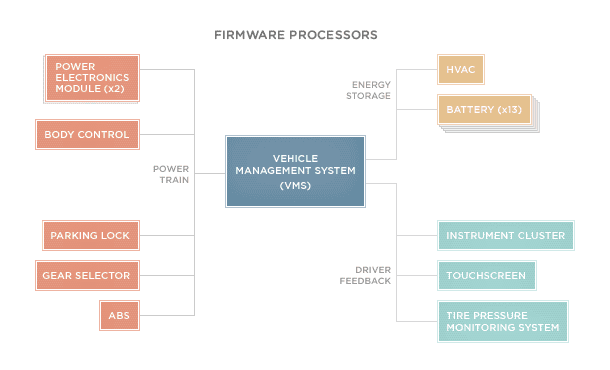 FIRMWARE PROCESSORS
POWER
ELECTRONICS
MODULE (x2)
BODY CONTROL
POWER
TRAIN
PARKING LOCK
GEAR SELECTOR
ABS
VEHICLE
MANAGEMENT SYSTEM
(VMS)
ENERGY
STORAGE
HVAC
BATTERY (x13)
DRIVER
FEEDBACK
INSTRUMENT CLUSTER
TOUCHSCREEN
TIRE PRESSURE
MONITORING SYSTEM